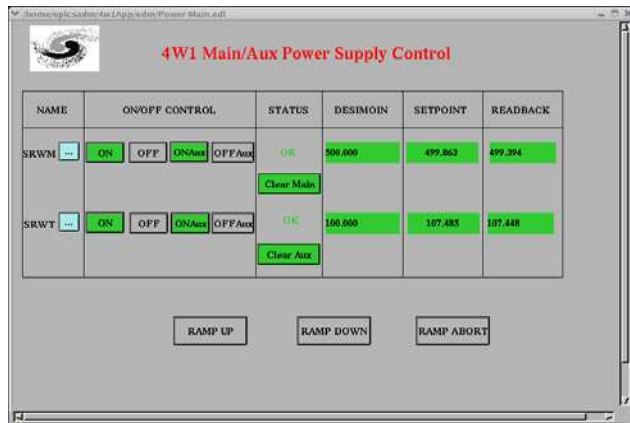 /home/epicsadm/4w1App/edm/Power Main.edl
4W1 Main/Aux Power Supply Control
NAME ON/OFF CONTROL STATUS DESIMOIN SETPOINT READBACK
SRWM ... ON OFF ONAux OFFAux OK 500.000 499.863 499.394
Clear Main
SRWT ... ON OFF ONAux OFFAux OK 100.000 107.485 107.448
Clear Aux
RAMP UP RAMP DOWN RAMP ABORT